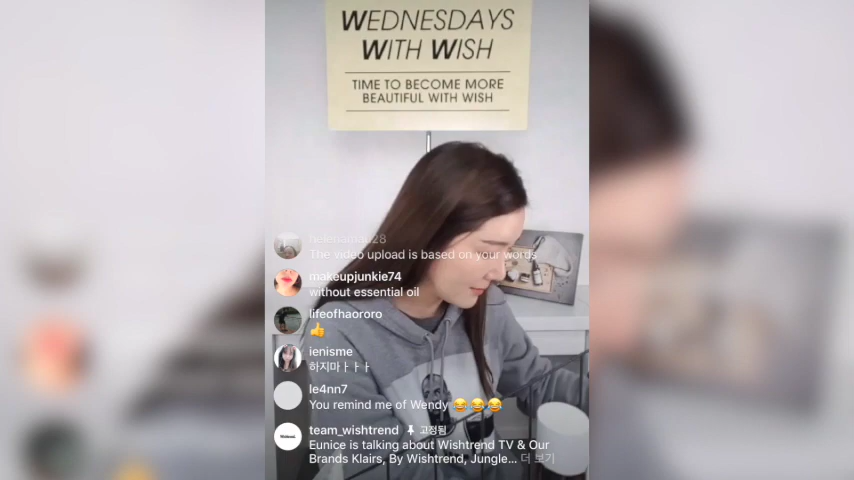 WEDNESDAYS
WITH WISH
TIME TO BECOME MORE
BEAUTIFUL WITH WISH
The video upload is based on your words
makeupjunkie74
without essential oil
lifeofhaororo
👍
ienisme
하지마ㅏㅏㅏ
le4nn7
You remind me of Wendy 😂😂😂
team_wishtrend 📌 고정됨
Eunice is talking about Wishtrend TV & Our
Brands Klairs, By Wishtrend, Jungle... 더 보기